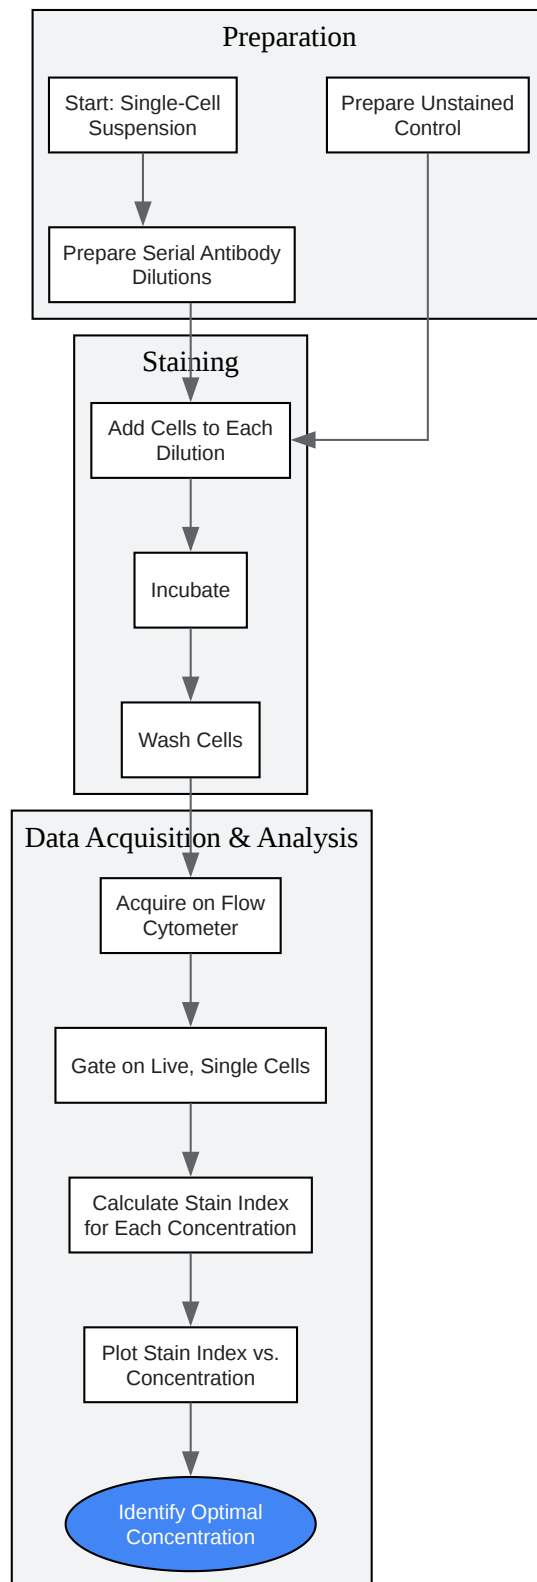 Preparation
Start: Single-Cell
Suspension
Prepare Unstained
Control
Prepare Serial Antibody
Dilutions
Staining
Add Cells to Each
Dilution
Incubate
Wash Cells
Data Acquisition & Analysis
Acquire on Flow
Cytometer
Gate on Live, Single Cells
Calculate Stain Index
for Each Concentration
Plot Stain Index vs.
Concentration
Identify Optimal
Concentration